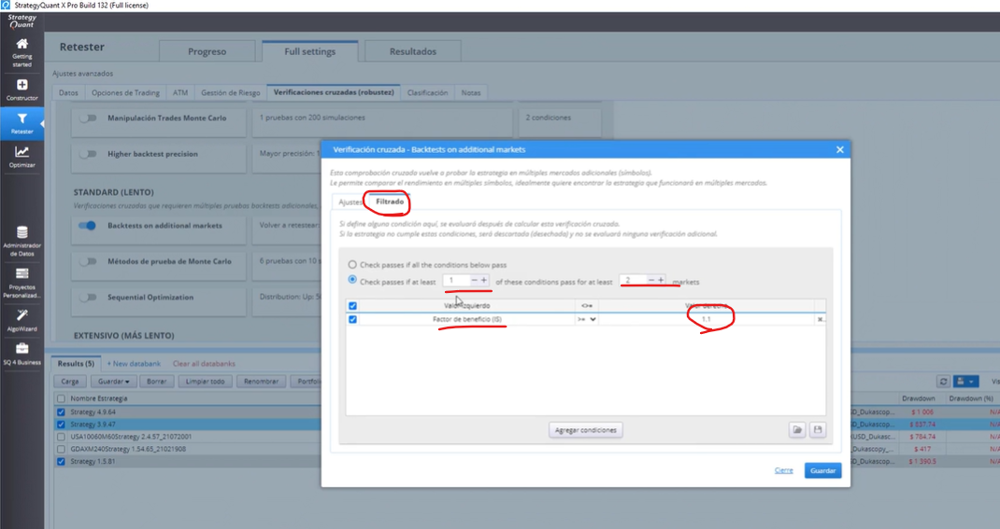 StrategyQuant X Pro Build 132 (Full license)
Strategy
Quant
Getting
started
Constructor
Retester
Optimizar
Administrador
de Datos
Proyectos
Personalizad...
AlgoWizard
SQ 4 Business
Retester
Progreso
Full settings
Resultados
Ajustes avanzados
Datos
Opciones de Trading
ATM
Gestión de Riesgo
Verificaciones cruzadas (robustez)
Clasificación
Notas
Manipulación Trades Monte Carlo
1 pruebas con 200 simulaciones
2 condiciones
Higher backtest precision
Mayor precisión: 1
STANDARD (LENTO)
Verificaciones cruzadas que requieren múltiples pruebas backtests adicionales,
Backtests on additional markets
Volver a retestear:
Métodos de prueba de Monte Carlo
6 pruebas con 10 s
Sequential Optimization
Distribution: Up: 50
EXTENSIVO (MÁS LENTO)
Verificación cruzada - Backtests on additional markets
Esta comprobación cruzada vuelve a probar la estrategia en múltiples mercados adicionales (símbolos).
Le permite comparar el rendimiento en múltiples símbolos, idealmente quiere encontrar la estrategia que funcionará en múltiples mercados.
Ajustes
Filtrado
Si define alguna condición aquí, se evaluará después de calcular esta verificación cruzada.
Si la estrategia no cumple estas condiciones, será descartada (desechada) y no se evaluará ninguna verificación adicional.
Check passes if all the conditions below pass
Check passes if at least 1 - + of these conditions pass for at least 2 - + markets
Valor izquierdo <>= Valor derecho
Factor de beneficio (IS) >= 1.1
Agregar condiciones
Cierre
Guardar
Results (5)
+ New databank
Clear all databanks
Carga
Guardar
Borrar
Limpiar todo
Renombrar
Portfoli
Nombre Estrategia
Drawdown
Drawdown (%)
Strategy 4.9.64
SD_Dukascop... $ 1 006 N/A
Strategy 3.9.47
SD_Dukascop... $ 837.74 N/A
USA10060M60Strategy 2.4.57_21072001
USD_Dukasc... $ 784.74 N/A
GDAXM240Strategy 1.54.65_21021908
Dukascopy_... $ 417 N/A
Strategy 1.5.81
SD_Dukascop... $ 1 390.5 N/A